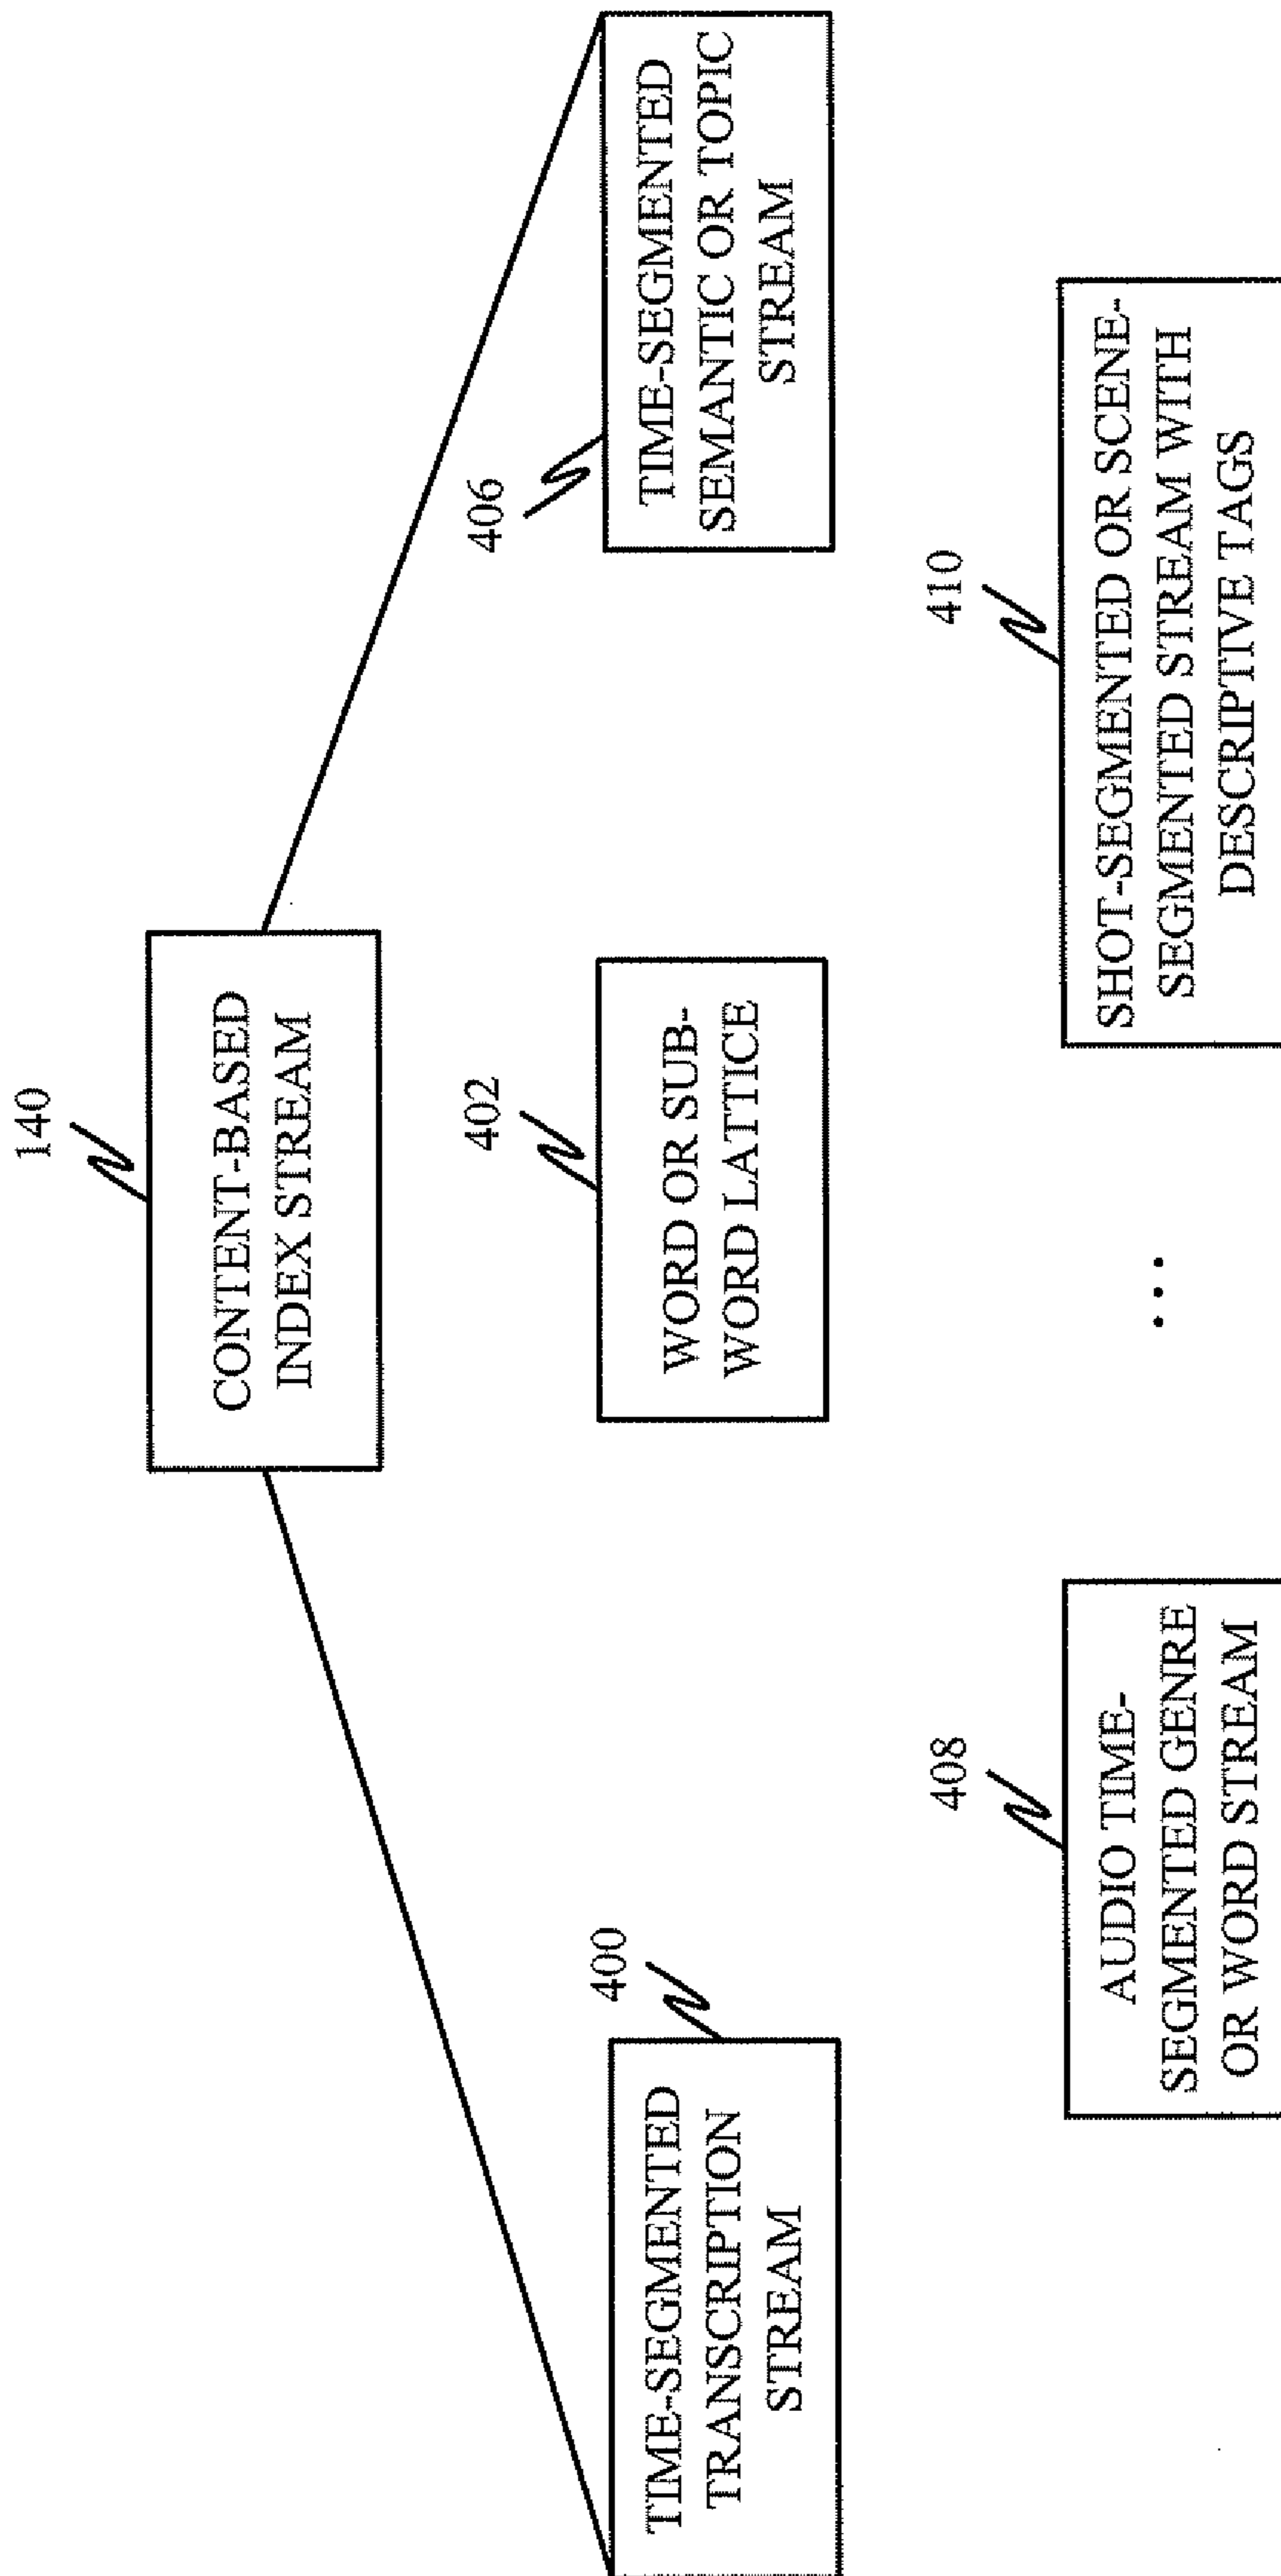 140
CONTENT-BASED
INDEX STREAM
400
TIME-SEGMENTED
TRANSCRIPTION
STREAM
402
WORD OR SUB-
WORD LATTICE
406
TIME-SEGMENTED
SEMANTIC OR TOPIC
STREAM
408
AUDIO TIME-
SEGMENTED GENRE
OR WORD STREAM
...
410
SHOT-SEGMENTED OR SCENE-
SEGMENTED STREAM WITH
DESCRIPTIVE TAGS